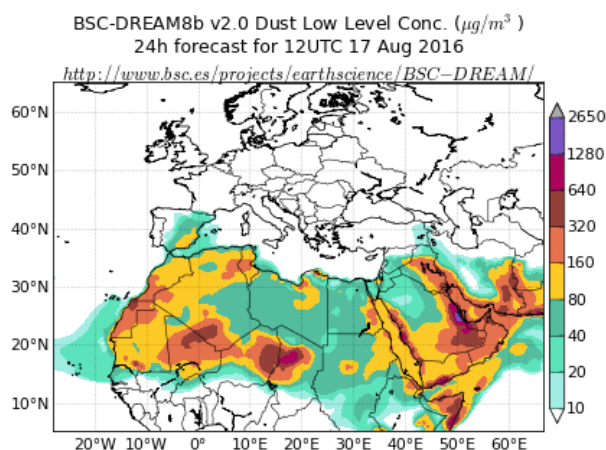 BSC-DREAM8b v2.0 Dust Low Level Conc. (µg/m³ )
24h forecast for 12UTC 17 Aug 2016
http://www.bsc.es/projects/earthscience/BSC−DREAM/
60°N
50°N
40°N
30°N
20°N
10°N
20°W 10°W 0° 10°E 20°E 30°E 40°E 50°E 60°E
2650
1280
640
320
160
80
40
20
10